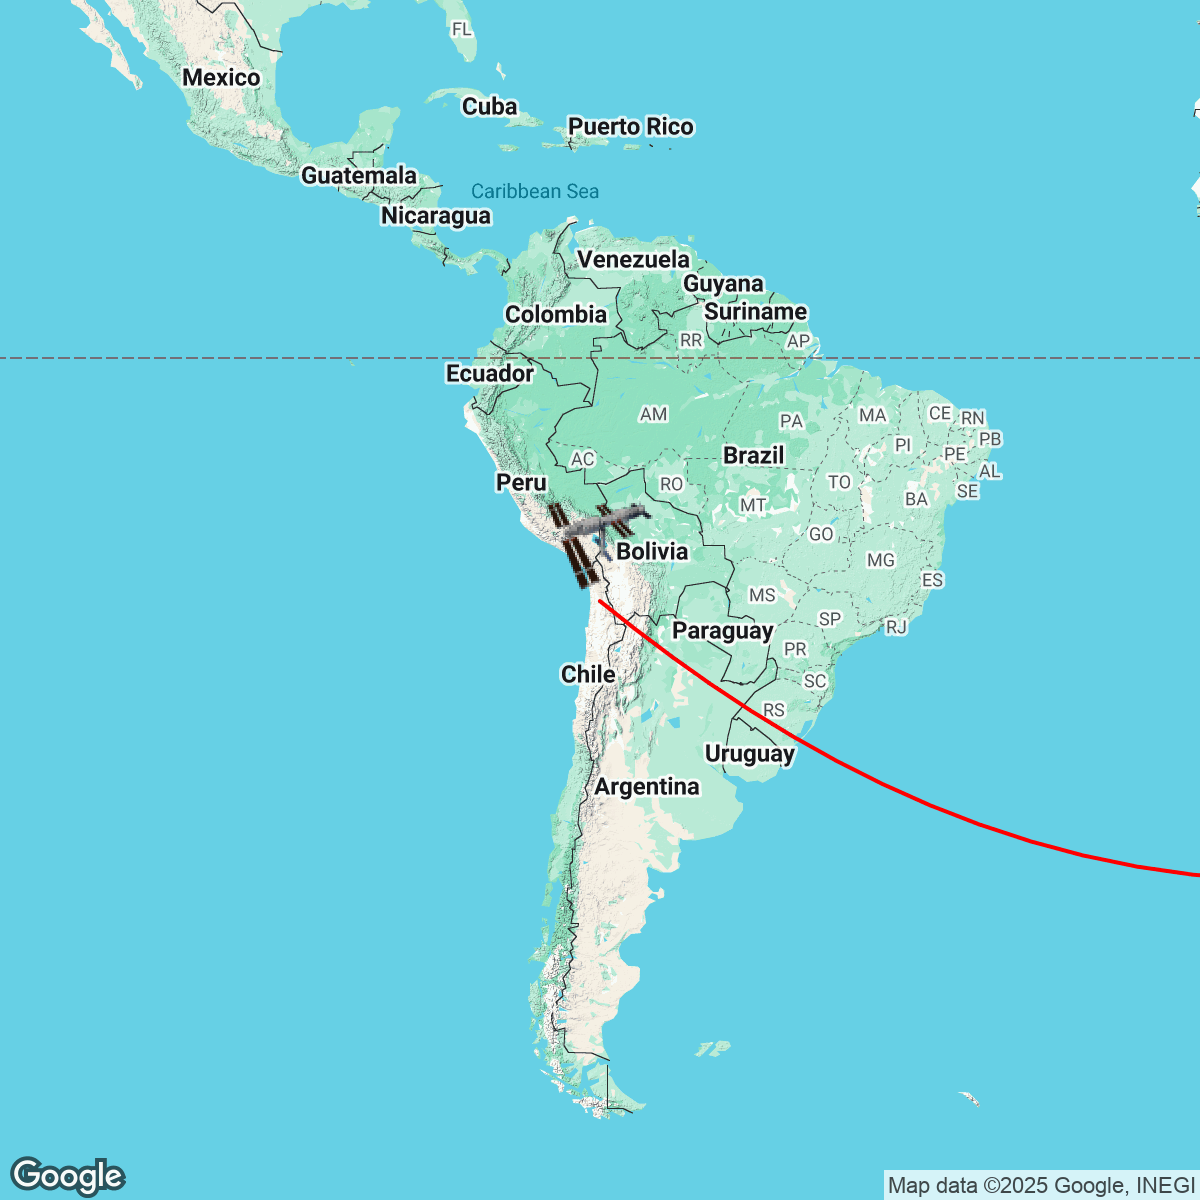 FL
Mexico
Cuba
Puerto Rico
Guatemala
Caribbean Sea
Nicaragua
Venezuela
Guyana
Colombia
Suriname
RR
AP
Ecuador
AM
PA
MA
CE
RN
PB
PI
PE
Brazil
AC
AL
Peru
RO
TO
SE
MT
BA
GO
Bolivia
MG
ES
MS
SP
RJ
Paraguay
PR
Chile
SC
RS
Uruguay
Argentina
Google
Map data ©2025 Google, INEGI